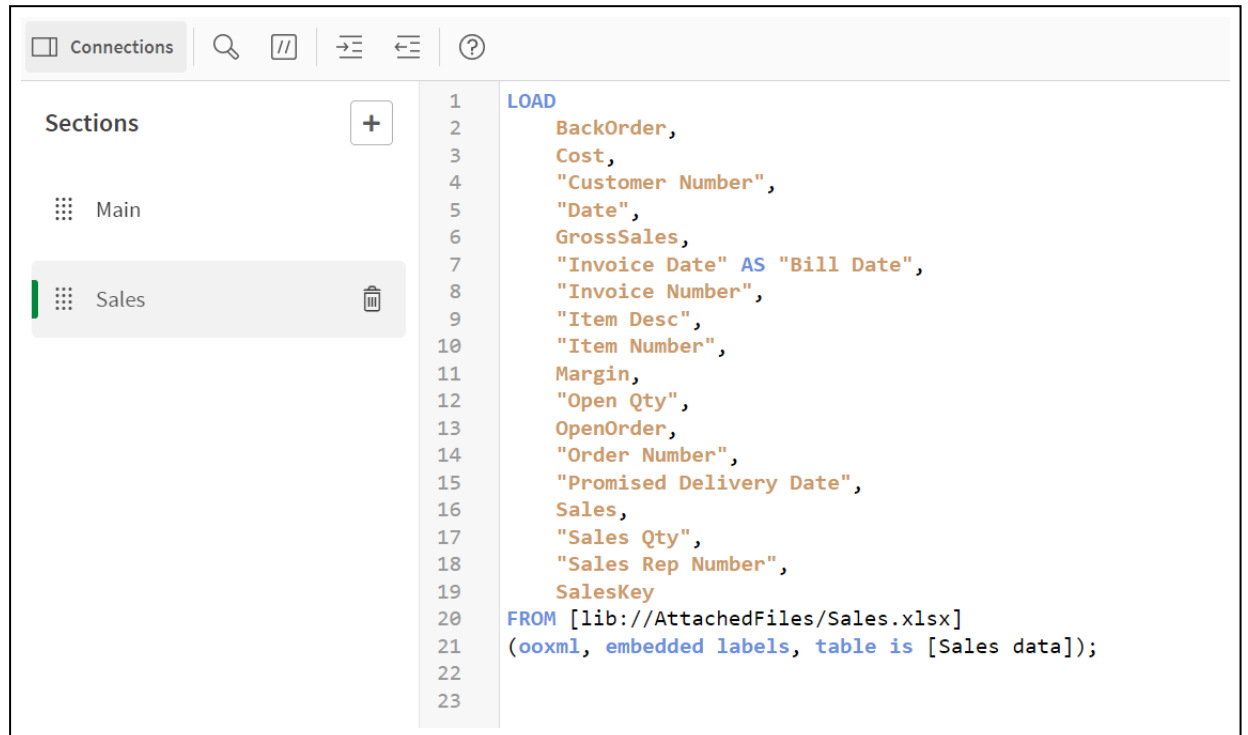 Connections
Sections
+
Main
Sales
//
?
1 LOAD
2 BackOrder,
3 Cost,
4 "Customer Number",
5 "Date",
6 GrossSales,
7 "Invoice Date" AS "Bill Date",
8 "Invoice Number",
9 "Item Desc",
10 "Item Number",
11 Margin,
12 "Open Qty",
13 OpenOrder,
14 "Order Number",
15 "Promised Delivery Date",
16 Sales,
17 "Sales Qty",
18 "Sales Rep Number",
19 SalesKey
20 FROM [lib://AttachedFiles/Sales.xlsx]
21 (ooxml, embedded labels, table is [Sales data]);
22
23